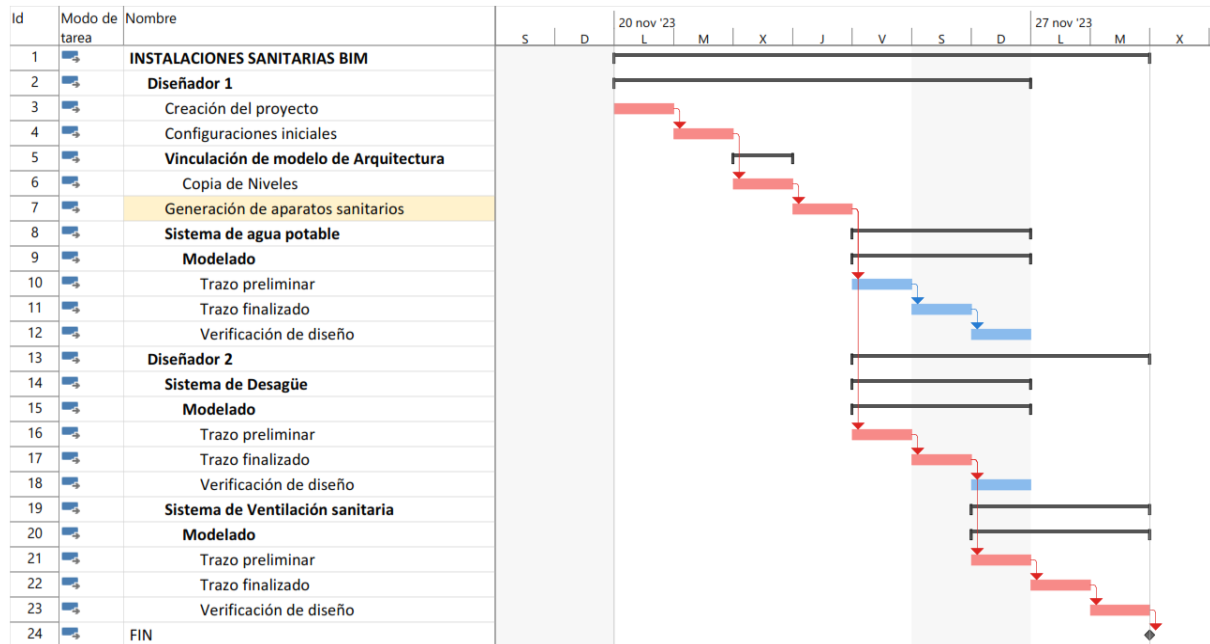 Id Modo de tarea Nombre 20 nov '23 27 nov '23
S D L M X J V S D L M X
1 INSTALACIONES SANITARIAS BIM
2 Diseñador 1
3 Creación del proyecto
4 Configuraciones iniciales
5 Vinculación de modelo de Arquitectura
6 Copia de Niveles
7 Generación de aparatos sanitarios
8 Sistema de agua potable
9 Modelado
10 Trazo preliminar
11 Trazo finalizado
12 Verificación de diseño
13 Diseñador 2
14 Sistema de Desagüe
15 Modelado
16 Trazo preliminar
17 Trazo finalizado
18 Verificación de diseño
19 Sistema de Ventilación sanitaria
20 Modelado
21 Trazo preliminar
22 Trazo finalizado
23 Verificación de diseño
24 FIN